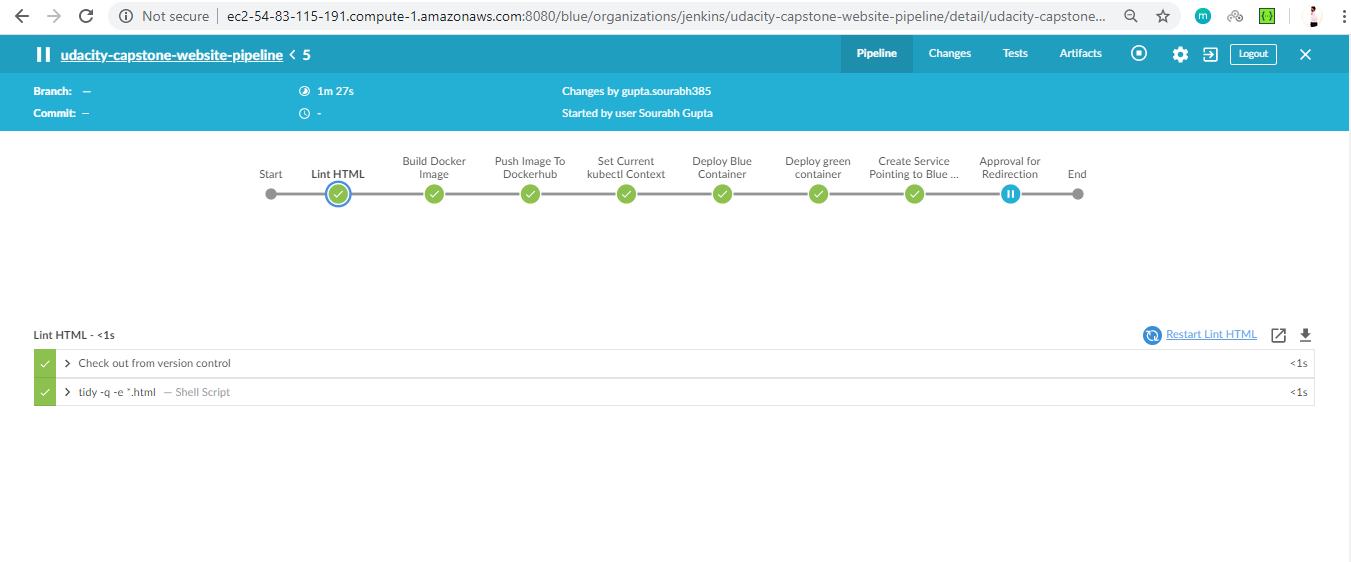 Not secure | ec2-54-83-115-191.compute-1.amazonaws.com:8080/blue/organizations/jenkins/udacity-capstone-website-pipeline/detail/udacity-capstone...
m
{·}
udacity-capstone-website-pipeline < 5
Pipeline
Changes
Tests
Artifacts
Logout
Branch: —
1m 27s
Changes by gupta.sourabh385
Commit: —
-
Started by user Sourabh Gupta
Start
Lint HTML
Build Docker
Image
Push Image To
Dockerhub
Set Current
kubectl Context
Deploy Blue
Container
Deploy green
container
Create Service
Pointing to Blue ...
Approval for
Redirection
End
Lint HTML - <1s
Restart Lint HTML
Check out from version control
<1s
tidy -q -e *.html — Shell Script
<1s